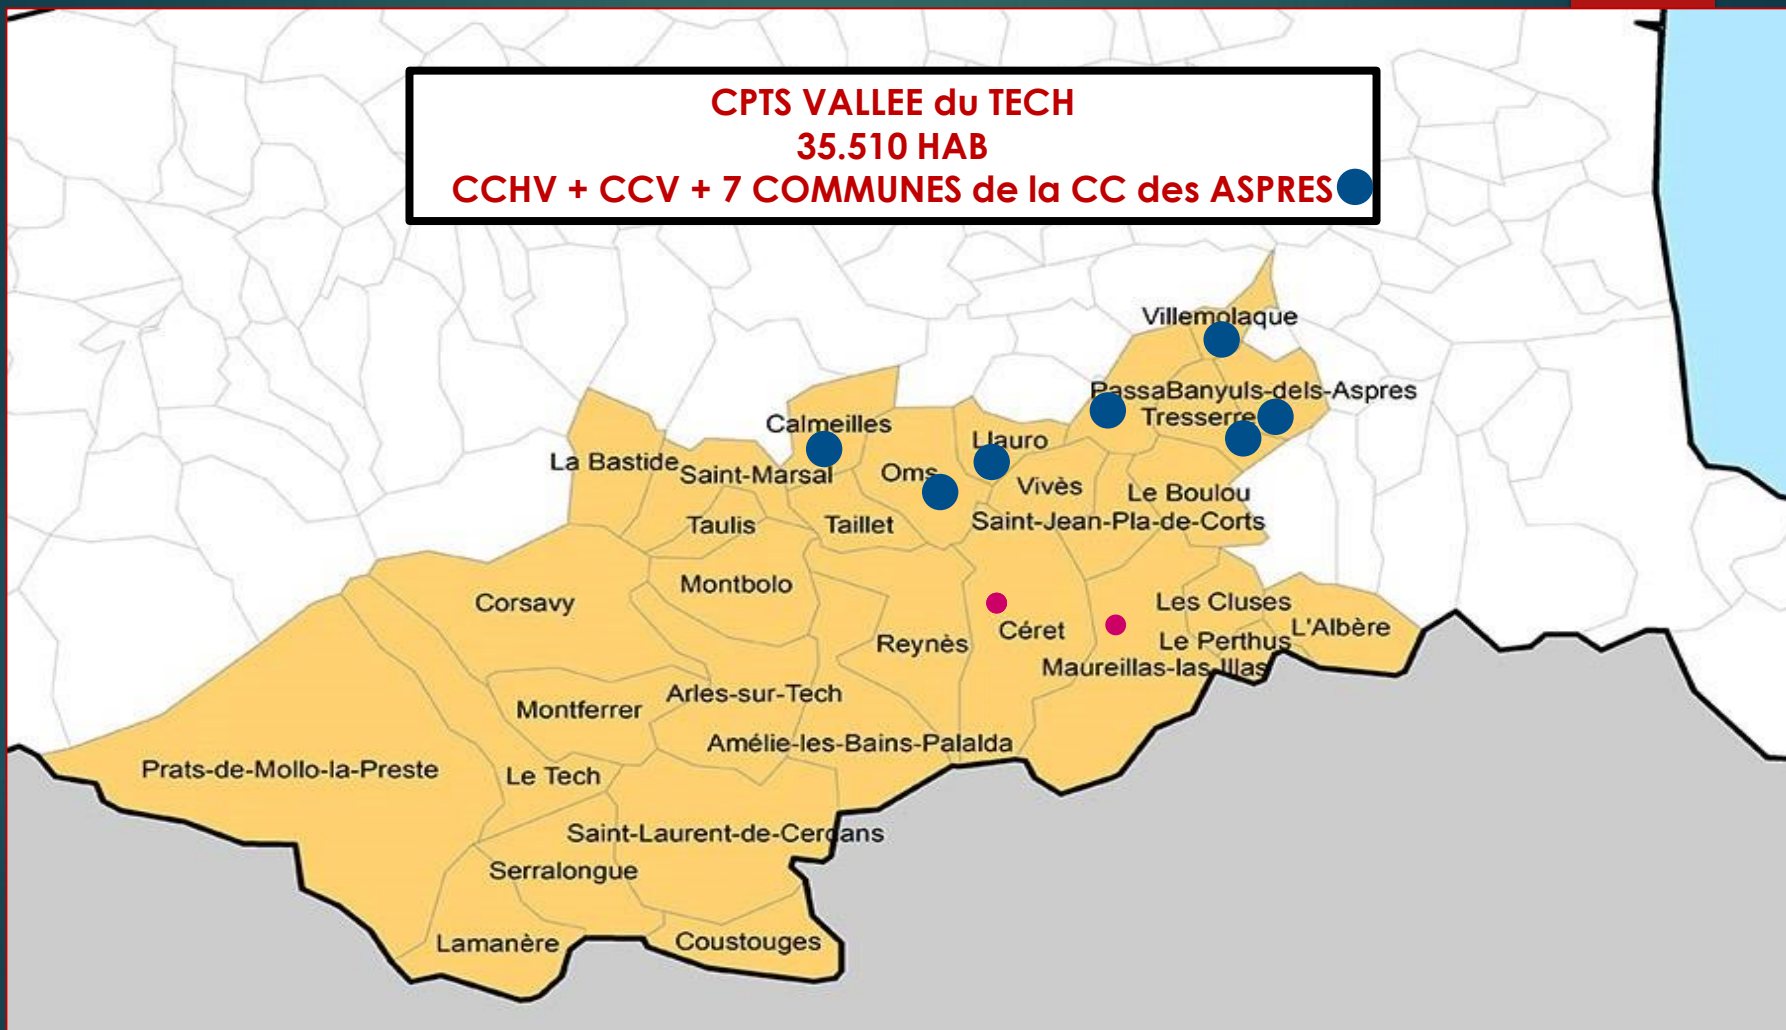 CPTS VALLEE du TECH
35.510 HAB
CCHV + CCV + 7 COMMUNES de la CC des ASPRES
Villemolaque
Passa
Banyuls-dels-Aspres
Tresserre
Calmeilles
Llauro
La Bastide
Saint-Marsal
Oms
Vivès
Le Boulou
Taulis
Taillet
Saint-Jean-Pla-de-Corts
Corsavy
Montbolo
Les Cluses
Céret
L'Albère
Reynès
Le Perthus
Maureillas-las-Illas
Arles-sur-Tech
Montferrer
Amélie-les-Bains-Palalda
Prats-de-Mollo-la-Preste
Le Tech
Saint-Laurent-de-Cerdans
Serralongue
Lamanère
Coustouges